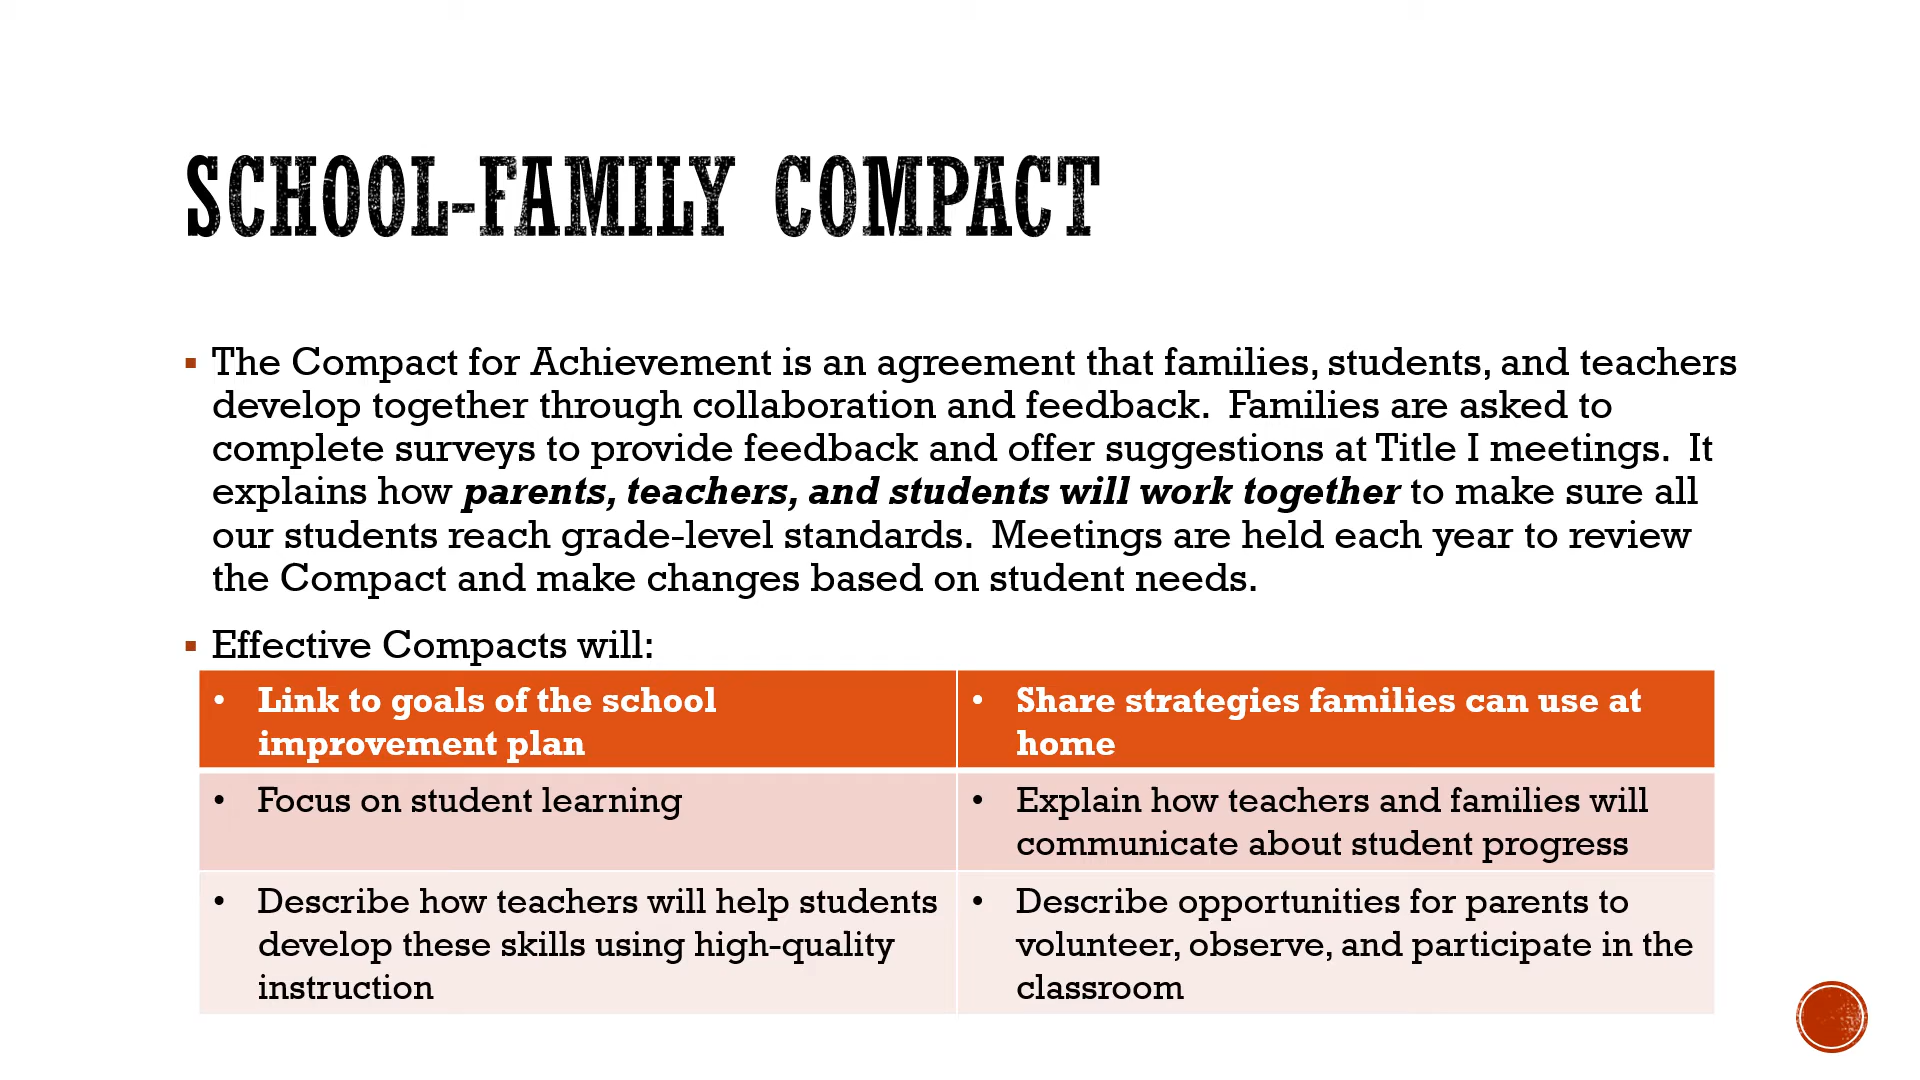 SCHOOL-FAMILY COMPACT
▪ The Compact for Achievement is an agreement that families, students, and teachers
develop together through collaboration and feedback.  Families are asked to
complete surveys to provide feedback and offer suggestions at Title I meetings.  It
explains how parents, teachers, and students will work together to make sure all
our students reach grade-level standards.  Meetings are held each year to review
the Compact and make changes based on student needs.
▪ Effective Compacts will:
• Link to goals of the school
improvement plan
• Share strategies families can use at
home
• Focus on student learning
• Explain how teachers and families will
communicate about student progress
• Describe how teachers will help students
develop these skills using high-quality
instruction
• Describe opportunities for parents to
volunteer, observe, and participate in the
classroom